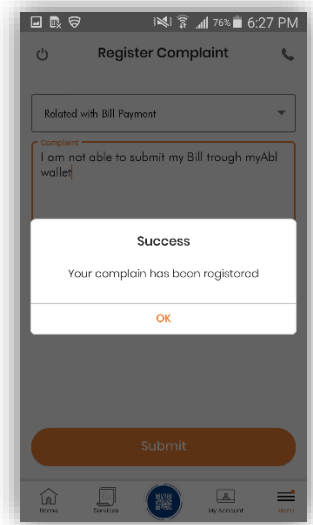 76% 6:27 PM
Register Complaint
Related with Bill Payment
Complaint
I am not able to submit my Bill trough myAbl
wallet
Success
Your complain has been registered
OK
Submit
Home Services My Account Menu